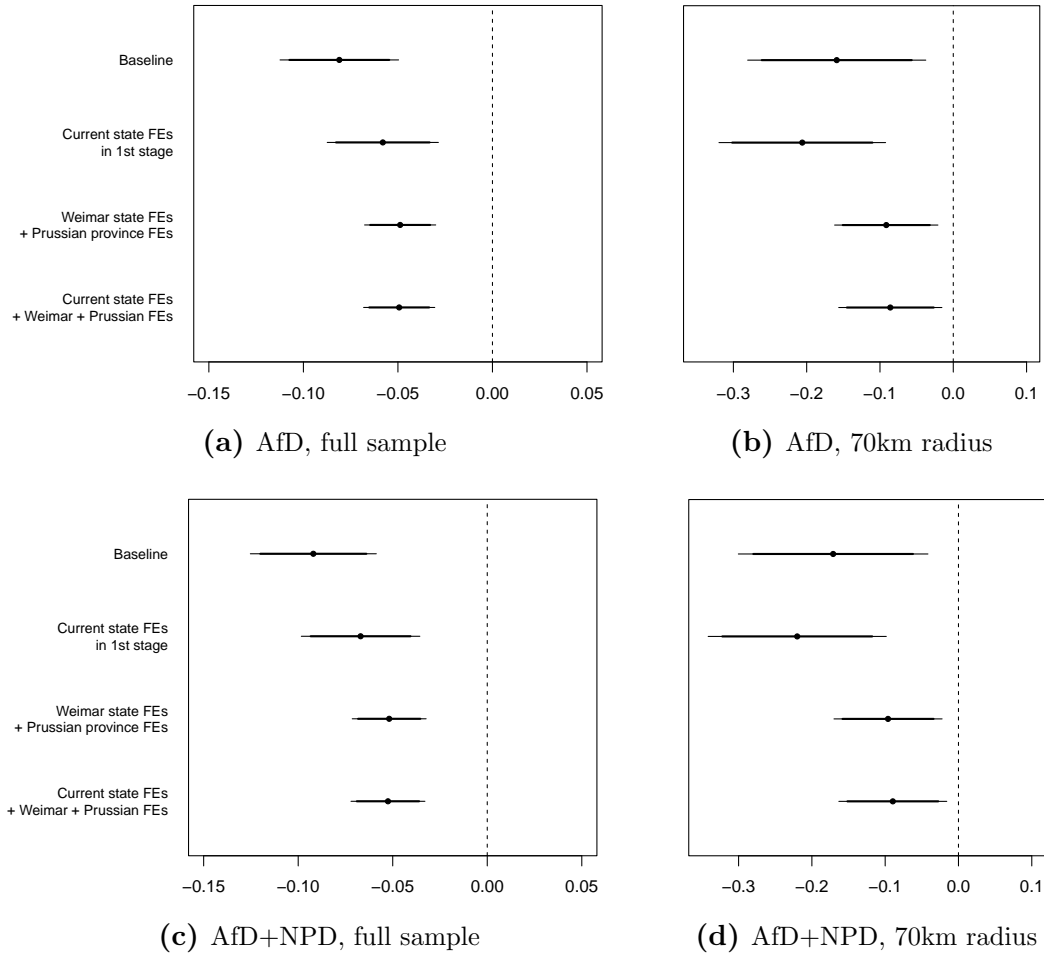 Baseline
Current state FEs
in 1st stage
Weimar state FEs
+ Prussian province FEs
Current state FEs
+ Weimar + Prussian FEs
−0.15 −0.10 −0.05 0.00 0.05
(a) AfD, full sample
−0.3 −0.2 −0.1 0.0 0.1
(b) AfD, 70km radius
Baseline
Current state FEs
in 1st stage
Weimar state FEs
+ Prussian province FEs
Current state FEs
+ Weimar + Prussian FEs
−0.15 −0.10 −0.05 0.00 0.05
(c) AfD+NPD, full sample
−0.3 −0.2 −0.1 0.0 0.1
(d) AfD+NPD, 70km radius